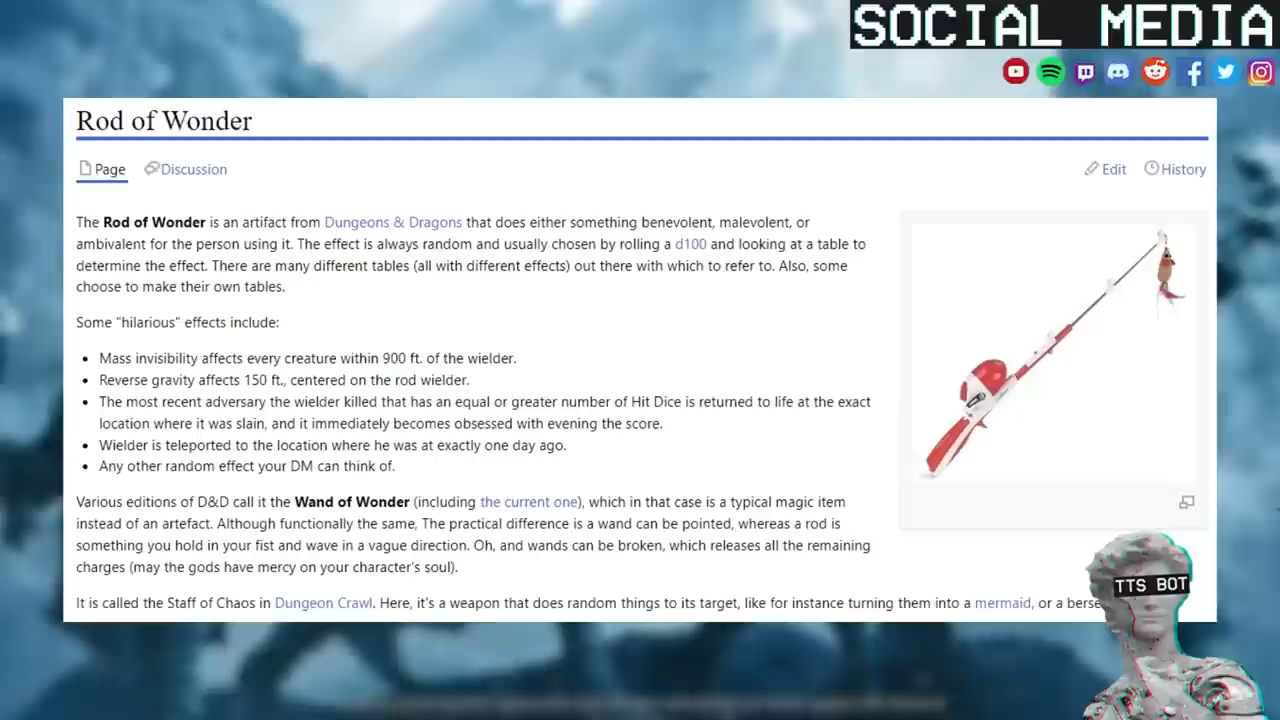 SOCIAL MEDIA
Rod of Wonder
Page Discussion Edit History
The Rod of Wonder is an artifact from Dungeons & Dragons that does either something benevolent, malevolent, or
ambivalent for the person using it. The effect is always random and usually chosen by rolling a d100 and looking at a table to
determine the effect. There are many different tables (all with different effects) out there with which to refer to. Also, some
choose to make their own tables.
Some "hilarious" effects include:
• Mass invisibility affects every creature within 900 ft. of the wielder.
• Reverse gravity affects 150 ft., centered on the rod wielder.
• The most recent adversary the wielder killed that has an equal or greater number of Hit Dice is returned to life at the exact
location where it was slain, and it immediately becomes obsessed with evening the score.
• Wielder is teleported to the location where he was at exactly one day ago.
• Any other random effect your DM can think of.
Various editions of D&D call it the Wand of Wonder (including the current one), which in that case is a typical magic item
instead of an artefact. Although functionally the same, The practical difference is a wand can be pointed, whereas a rod is
something you hold in your fist and wave in a vague direction. Oh, and wands can be broken, which releases all the remaining
charges (may the gods have mercy on your character's soul).
It is called the Staff of Chaos in Dungeon Crawl. Here, it's a weapon that does random things to its target, like for instance turning them into a mermaid, or a berse
TTS BOT